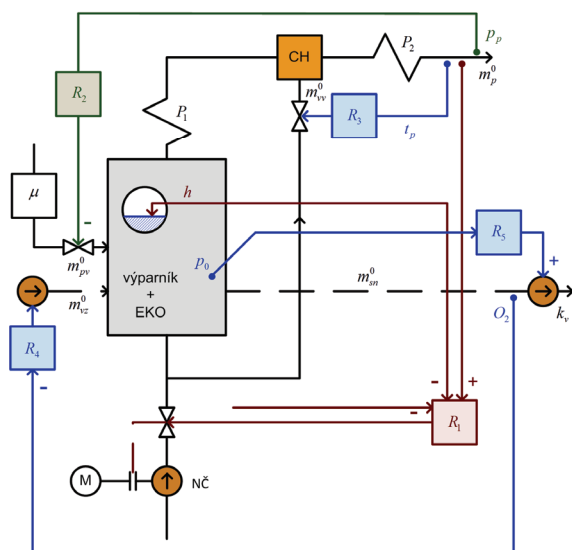 p_p
P_2
CH
m_p^0
R_2
m_vv^0
P_1
R_3
t_p
μ
h
-
R_5
p_0
+
m_pv^0
výparník
+
EKO
m_sn^0
m_vz^0
O_2
k_v
R_4
-
-
+
-
R_1
M
NČ